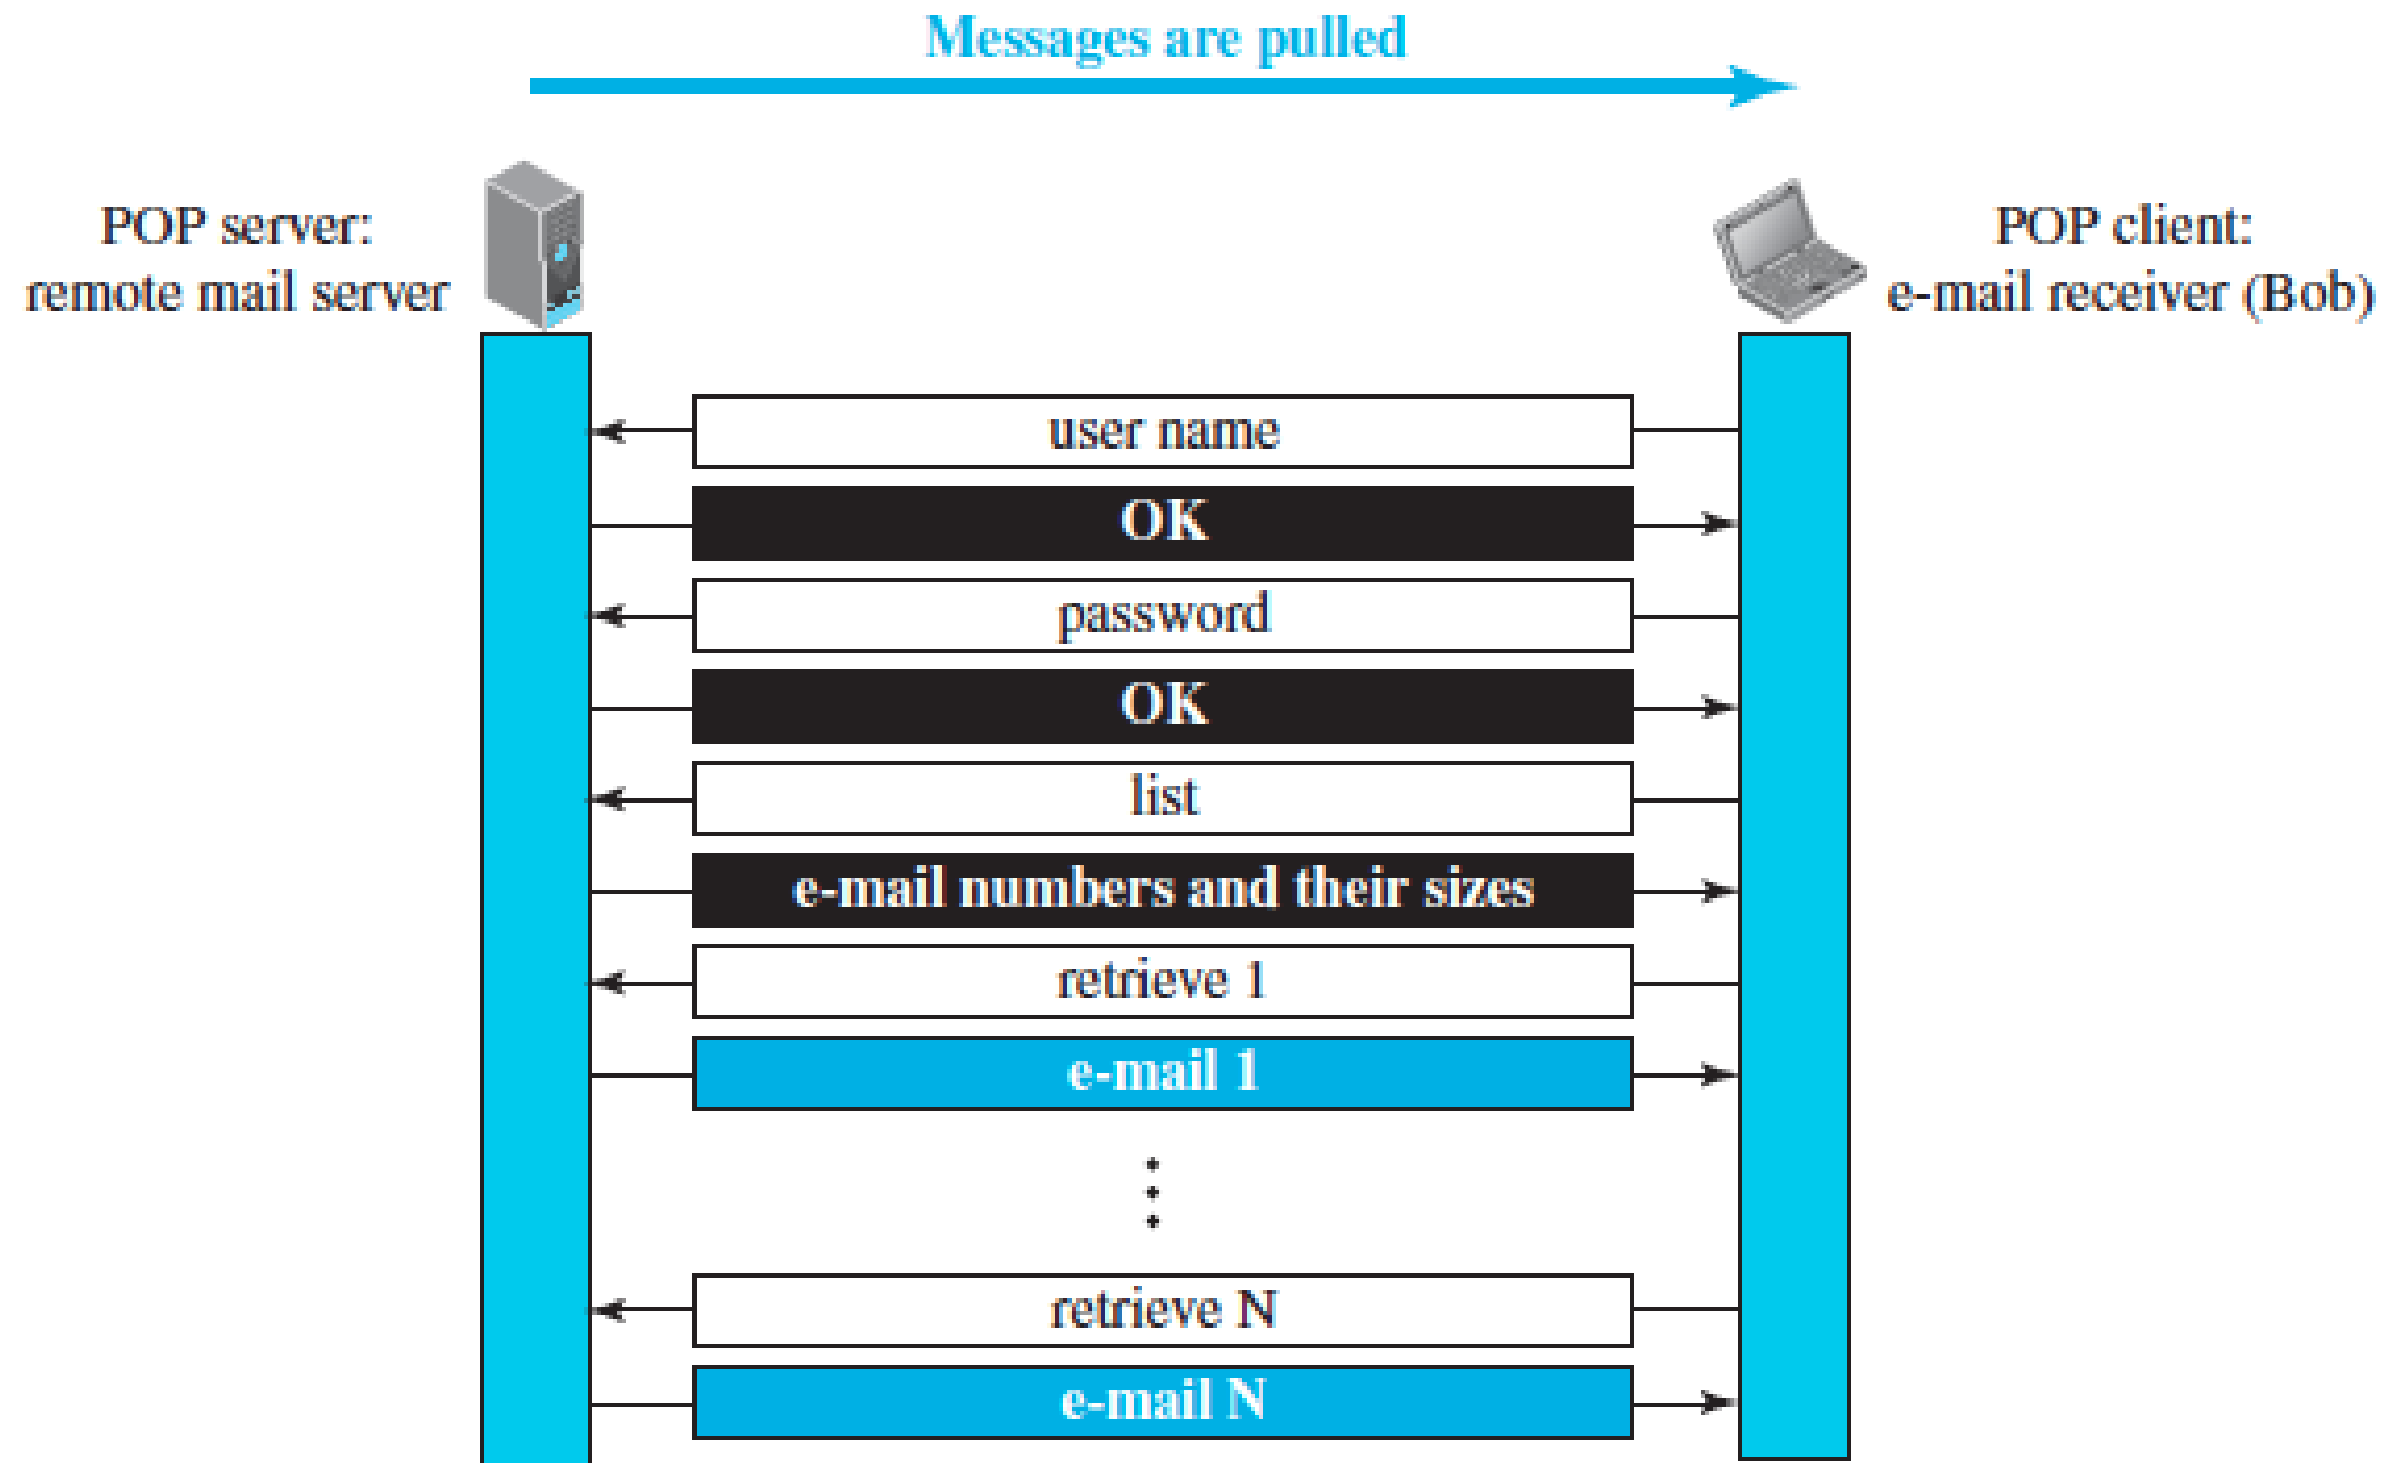 Messages are pulled
POP server:
remote mail server
POP client:
e-mail receiver (Bob)
user name
OK
password
OK
list
e-mail numbers and their sizes
retrieve 1
e-mail 1
retrieve N
e-mail N